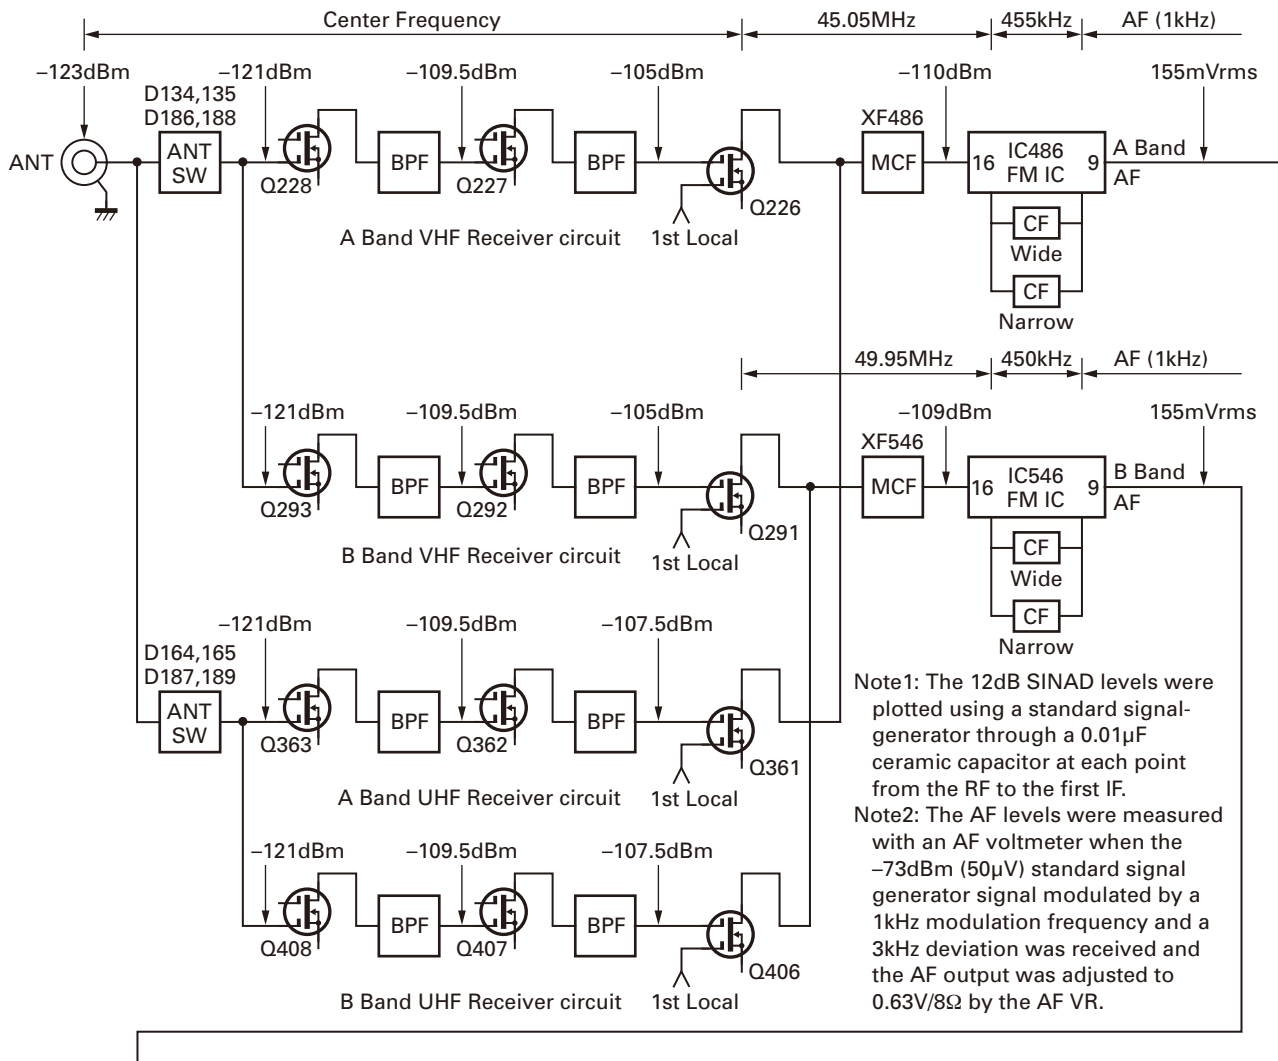 Center Frequency
45.05MHz
455kHz
AF (1kHz)
–123dBm
–121dBm
–109.5dBm
–105dBm
–110dBm
155mVrms
D134,135
D186,188
XF486
ANT
ANT
SW
Q228
BPF
Q227
BPF
Q226
MCF
16
IC486
FM IC
9
A Band
AF
A Band VHF Receiver circuit
1st Local
CF
Wide
CF
Narrow
49.95MHz
450kHz
AF (1kHz)
–121dBm
–109.5dBm
–105dBm
–109dBm
155mVrms
XF546
Q293
BPF
Q292
BPF
Q291
MCF
16
IC546
FM IC
9
B Band
AF
B Band VHF Receiver circuit
1st Local
CF
Wide
CF
Narrow
–121dBm
–109.5dBm
–107.5dBm
D164,165
D187,189
ANT
SW
Q363
BPF
Q362
BPF
Q361
A Band UHF Receiver circuit
1st Local
–121dBm
–109.5dBm
–107.5dBm
Q408
BPF
Q407
BPF
Q406
B Band UHF Receiver circuit
1st Local
Note1: The 12dB SINAD levels were
plotted using a standard signal-
generator through a 0.01µF
ceramic capacitor at each point
from the RF to the first IF.
Note2: The AF levels were measured
with an AF voltmeter when the
–73dBm (50µV) standard signal
generator signal modulated by a
1kHz modulation frequency and a
3kHz deviation was received and
the AF output was adjusted to
0.63V/8Ω by the AF VR.